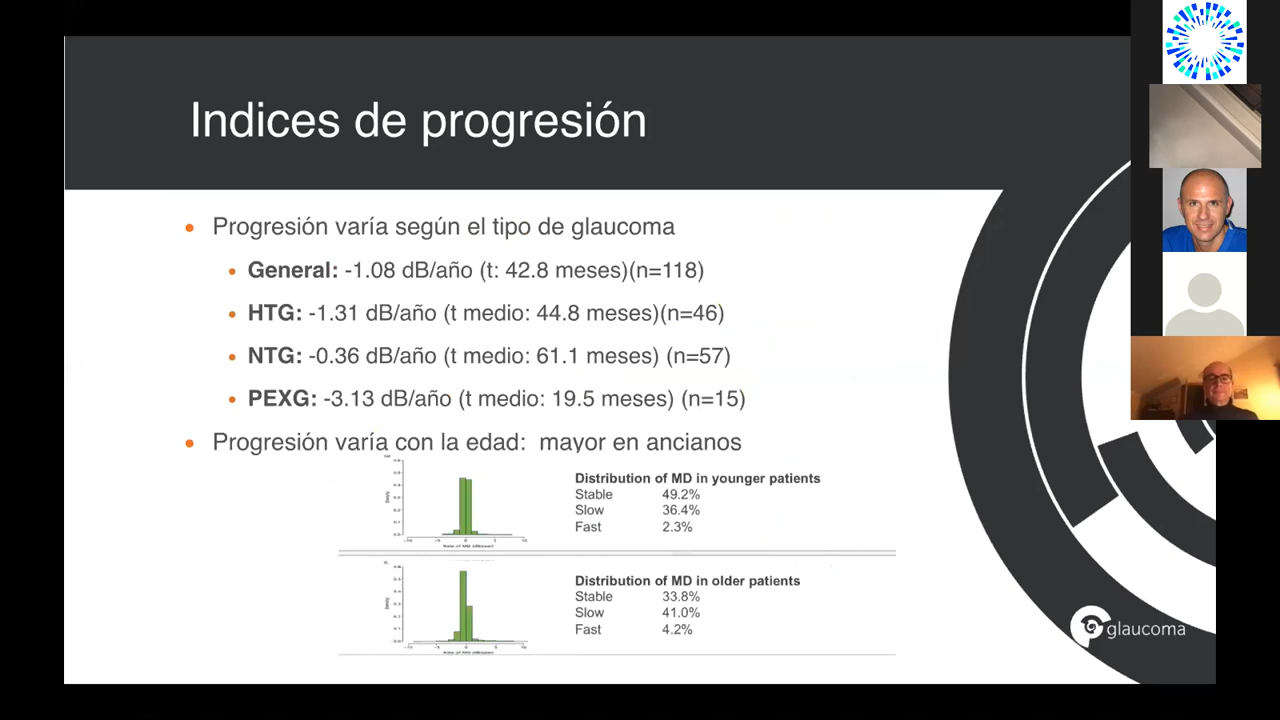 Indices de progresión
Progresión varía según el tipo de glaucoma
General: -1.08 dB/año (t: 42.8 meses)(n=118)
HTG: -1.31 dB/año (t medio: 44.8 meses)(n=46)
NTG: -0.36 dB/año (t medio: 61.1 meses) (n=57)
PEXG: -3.13 dB/año (t medio: 19.5 meses) (n=15)
Progresión varía con la edad: mayor en ancianos
Distribution of MD in younger patients
Stable 49.2%
Slow 36.4%
Fast 2.3%
Distribution of MD in older patients
Stable 33.8%
Slow 41.0%
Fast 4.2%
glaucoma